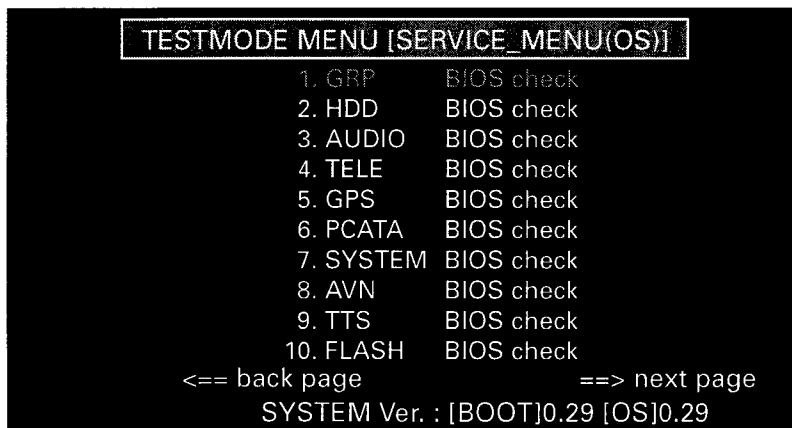 TESTMODE MENU [SERVICE_MENU(OS)]
1. GRP BIOS check
2. HDD BIOS check
3. AUDIO BIOS check
4. TELE BIOS check
5. GPS BIOS check
6. PCATA BIOS check
7. SYSTEM BIOS check
8. AVN BIOS check
9. TTS BIOS check
10. FLASH BIOS check
<== back page ==> next page
SYSTEM Ver. : [BOOT]0.29 [OS]0.29